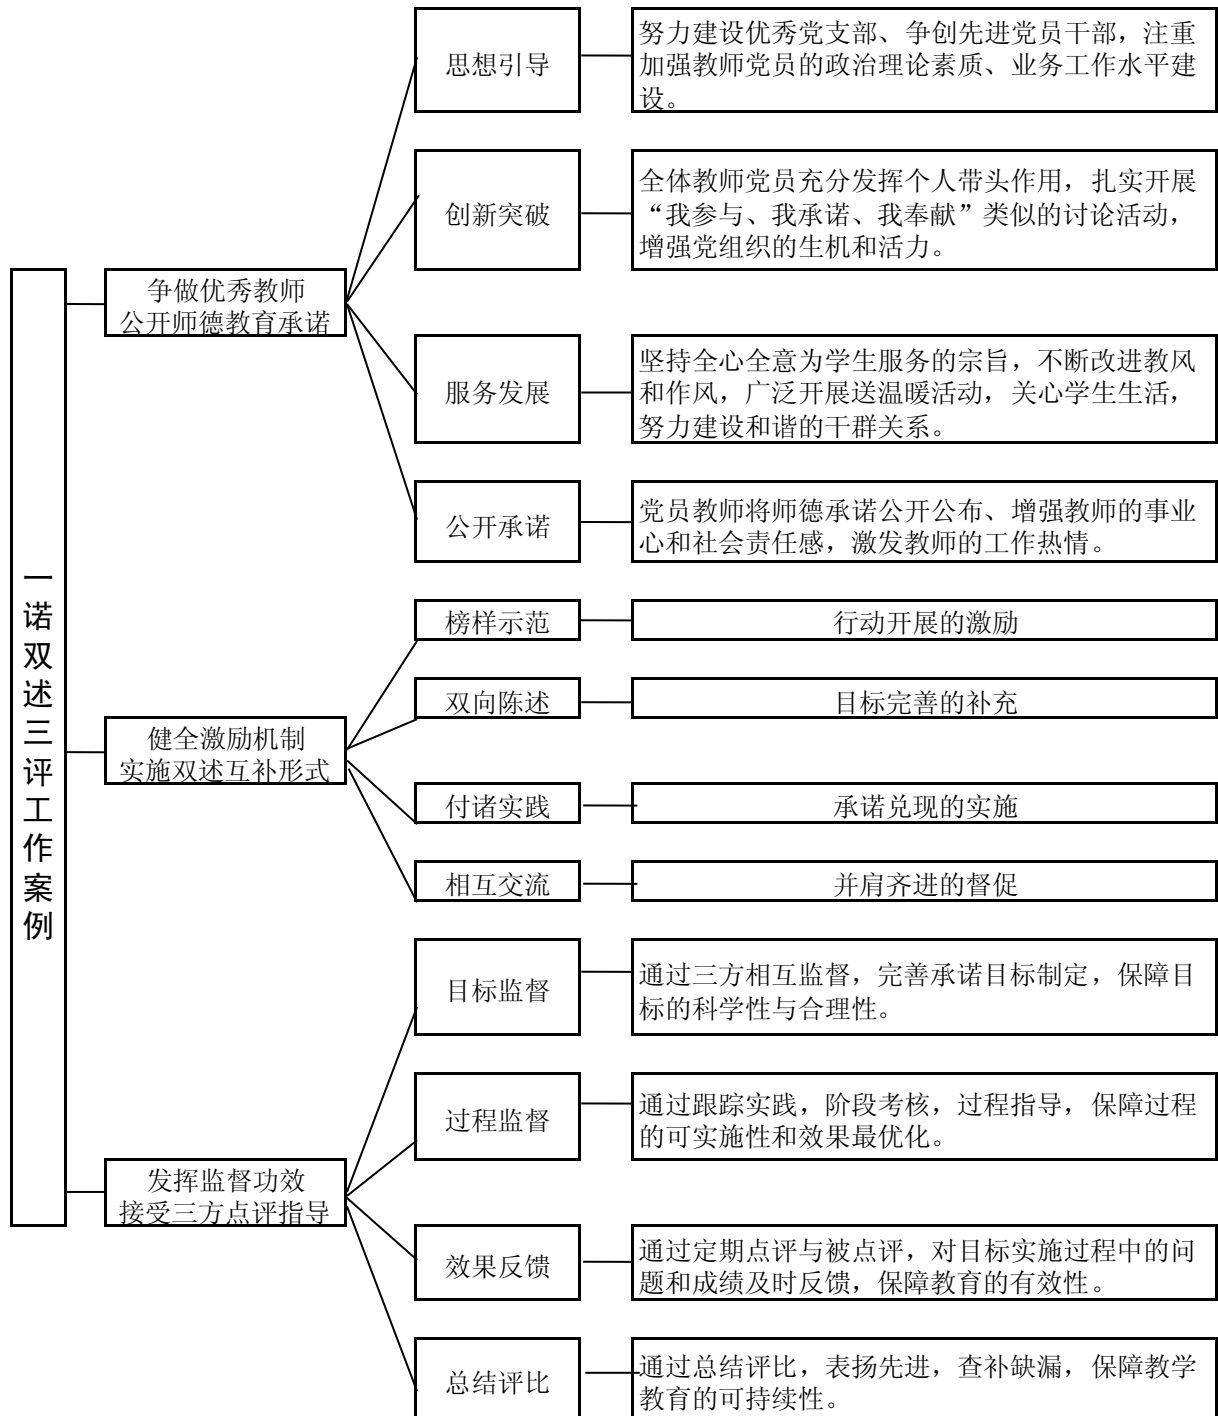 一诺双述三评工作案例
争做优秀教师
公开师德教育承诺
思想引导
努力建设优秀党支部、争创先进党员干部，注重
加强教师党员的政治理论素质、业务工作水平建
设。
创新突破
全体教师党员充分发挥个人带头作用，扎实开展
“我参与、我承诺、我奉献”类似的讨论活动，
增强党组织的生机和活力。
服务发展
坚持全心全意为学生服务的宗旨，不断改进教风
和作风，广泛开展送温暖活动，关心学生生活，
努力建设和谐的干群关系。
公开承诺
党员教师将师德承诺公开公布、增强教师的事业
心和社会责任感，激发教师的工作热情。
健全激励机制
实施双述互补形式
榜样示范
行动开展的激励
双向陈述
目标完善的补充
付诸实践
承诺兑现的实施
相互交流
并肩齐进的督促
发挥监督功效
接受三方点评指导
目标监督
通过三方相互监督，完善承诺目标制定，保障目
标的科学性与合理性。
过程监督
通过跟踪实践，阶段考核，过程指导，保障过程
的可实施性和效果最优化。
效果反馈
通过定期点评与被点评，对目标实施过程中的问
题和成绩及时反馈，保障教育的有效性。
总结评比
通过总结评比，表扬先进，查补缺漏，保障教学
教育的可持续性。